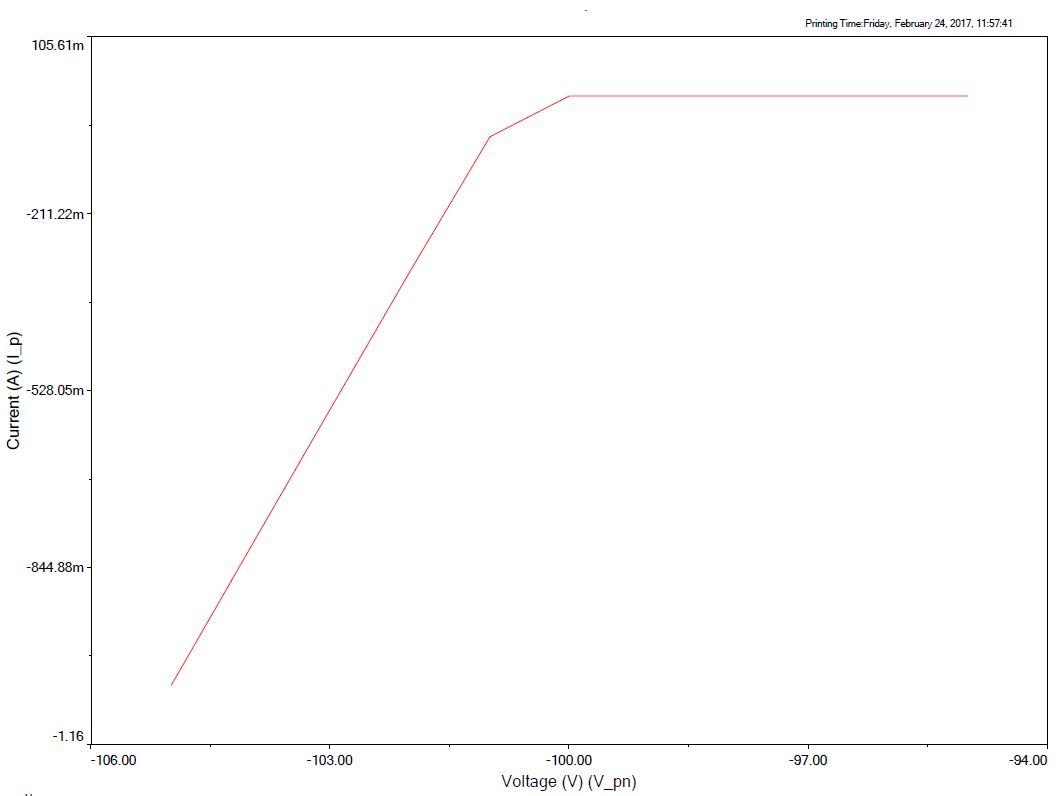 Printing Time:Friday, February 24, 2017, 11:57:41
105.61m
-211.22m
-528.05m
-844.88m
-1.16
Current (A) (I_p)
-106.00 -103.00 -100.00 -97.00 -94.00
Voltage (V) (V_pn)